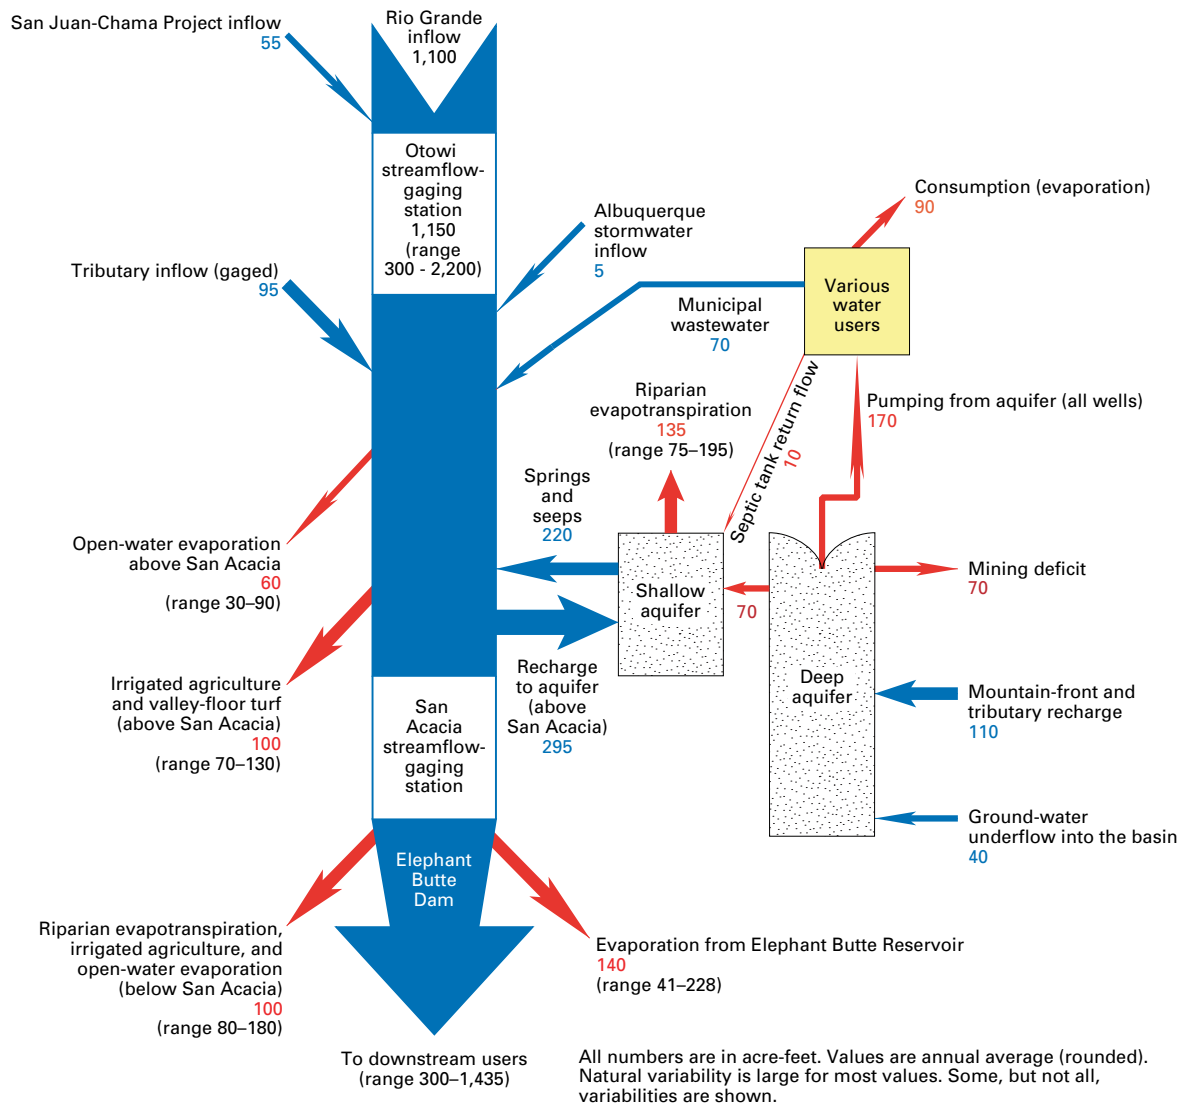 San Juan-Chama Project inflow
55
Rio Grande
inflow
1,100
Otowi
streamflow-
gaging
station
1,150
(range
300 - 2,200)
Albuquerque
stormwater
inflow
5
Consumption (evaporation)
90
Tributary inflow (gaged)
95
Various
water
users
Municipal
wastewater
70
Riparian
evapotranspiration
135
(range 75–195)
Septic tank return flow
10
Pumping from aquifer (all wells)
170
Springs
and
seeps
220
Open-water evaporation
above San Acacia
60
(range 30–90)
Shallow
aquifer
70
Mining deficit
70
Irrigated agriculture
and valley-floor turf
(above San Acacia)
100
(range 70–130)
Recharge
to aquifer
(above
San Acacia)
295
Deep
aquifer
Mountain-front and
tributary recharge
110
San
Acacia
streamflow-
gaging
station
Ground-water
underflow into the basin
40
Elephant
Butte
Dam
Riparian evapotranspiration,
irrigated agriculture, and
open-water evaporation
(below San Acacia)
100
(range 80–180)
Evaporation from Elephant Butte Reservoir
140
(range 41–228)
To downstream users
(range 300–1,435)
All numbers are in acre-feet. Values are annual average (rounded).
Natural variability is large for most values. Some, but not all,
variabilities are shown.